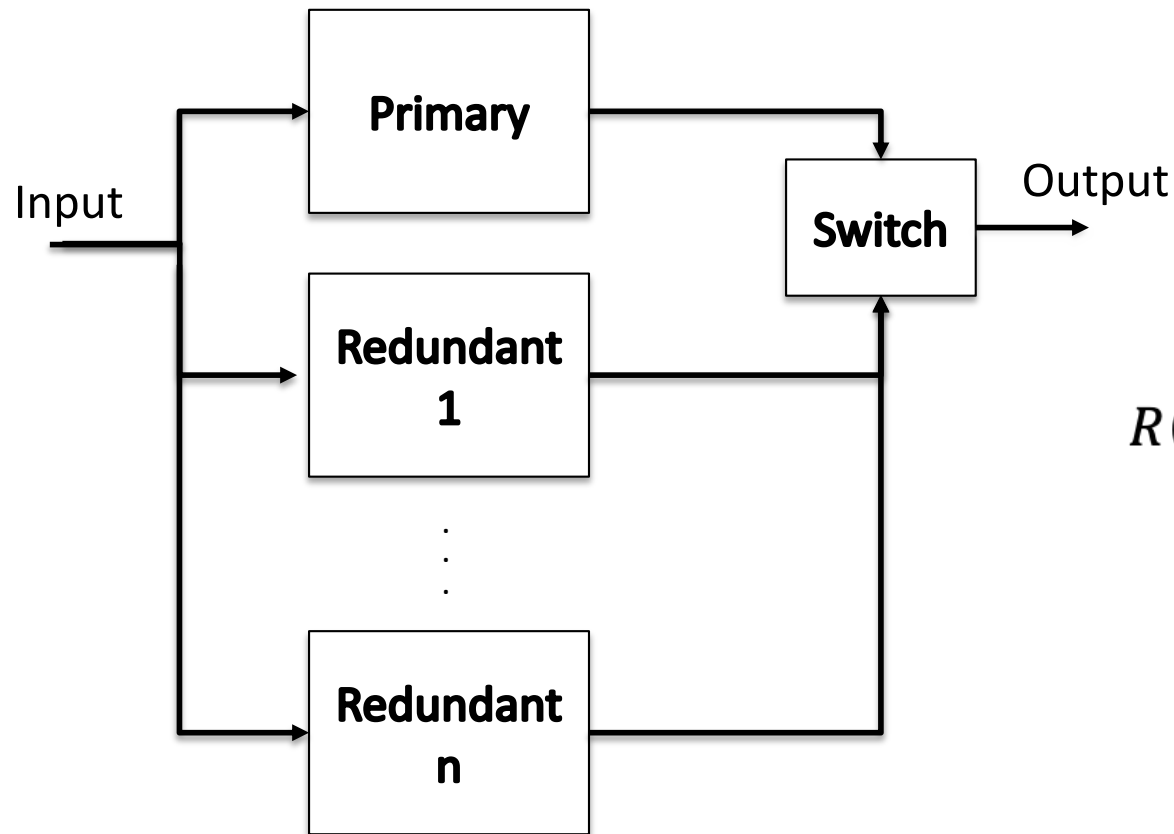 Primary
Input
Output
Switch
Redundant
1
R(
.
.
.
Redundant
n